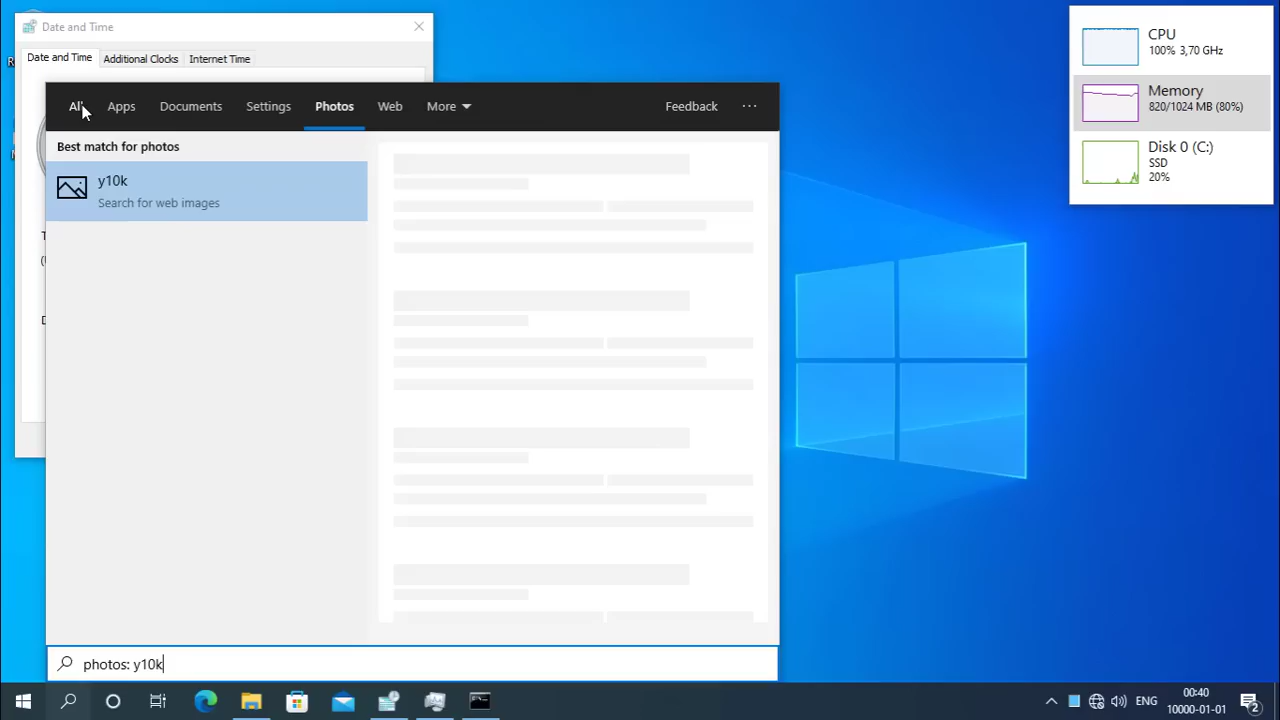 Date and Time
Date and Time
Additional Clocks
Internet Time
All
Apps
Documents
Settings
Photos
Web
More
Feedback
Best match for photos
y10k
Search for web images
photos: y10k
CPU
100% 3,70 GHz
Memory
820/1024 MB (80%)
Disk 0 (C:)
SSD
20%
ENG
00:40
10000-01-01
2